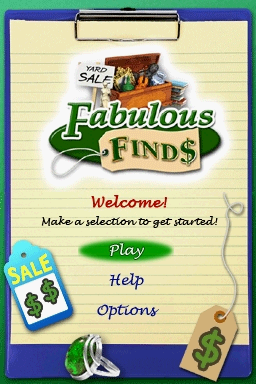 YARD
SALE
Fabulous
FIND$
Welcome!
Make a selection to get started!
Play
Help
SALE
$ $
Options
$